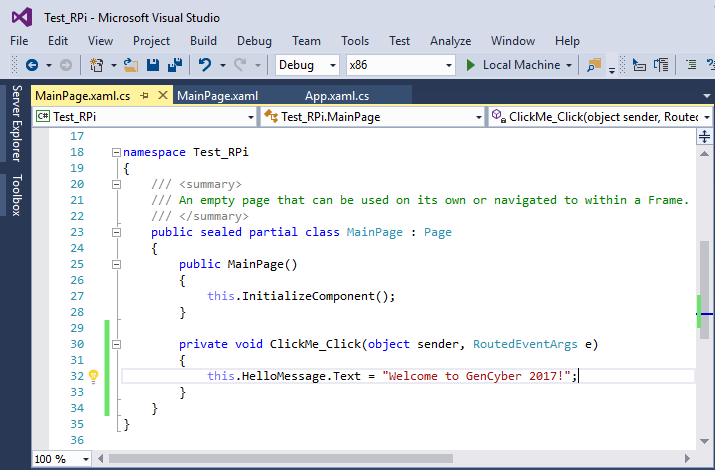 Test_RPi - Microsoft Visual Studio
File Edit View Project Build Debug Team Tools Test Analyze Window Help
Debug x86 Local Machine
Server Explorer
Toolbox
MainPage.xaml.cs MainPage.xaml App.xaml.cs
C# Test_RPi Test_RPi.MainPage ClickMe_Click(object sender, Routed
17
18 namespace Test_RPi
19 {
20 /// <summary>
21 /// An empty page that can be used on its own or navigated to within a Frame.
22 /// </summary>
23 public sealed partial class MainPage : Page
24 {
25 public MainPage()
26 {
27 this.InitializeComponent();
28 }
29
30 private void ClickMe_Click(object sender, RoutedEventArgs e)
31 {
32 this.HelloMessage.Text = "Welcome to GenCyber 2017!";
33 }
34 }
35 }
36
100 %